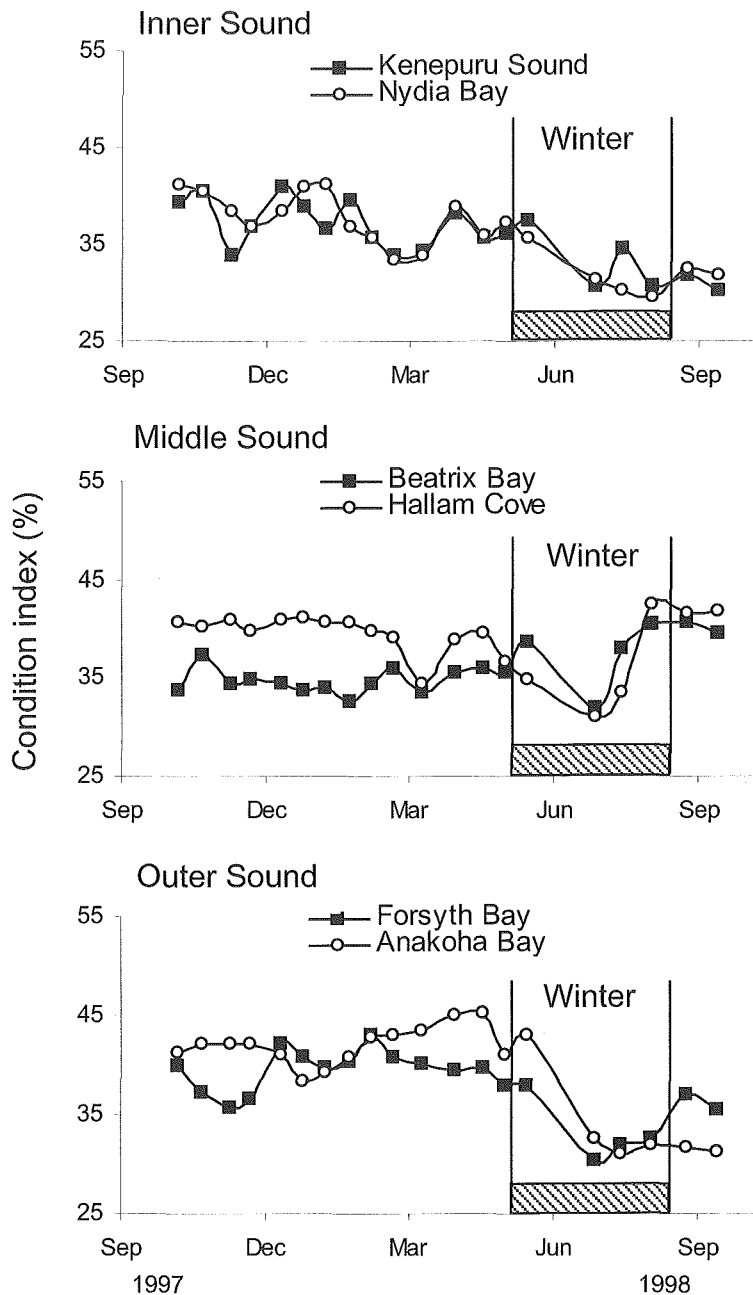 Inner Sound
55
Kenepuru Sound
Nydia Bay
45
Winter
35
25
Sep Dec Mar Jun Sep
Middle Sound
55
Beatrix Bay
Hallam Cove
45
Winter
35
25
Sep Dec Mar Jun Sep
Condition index (%)
Outer Sound
55
Forsyth Bay
Anakoha Bay
45
Winter
35
25
Sep Dec Mar Jun Sep
1997 1998